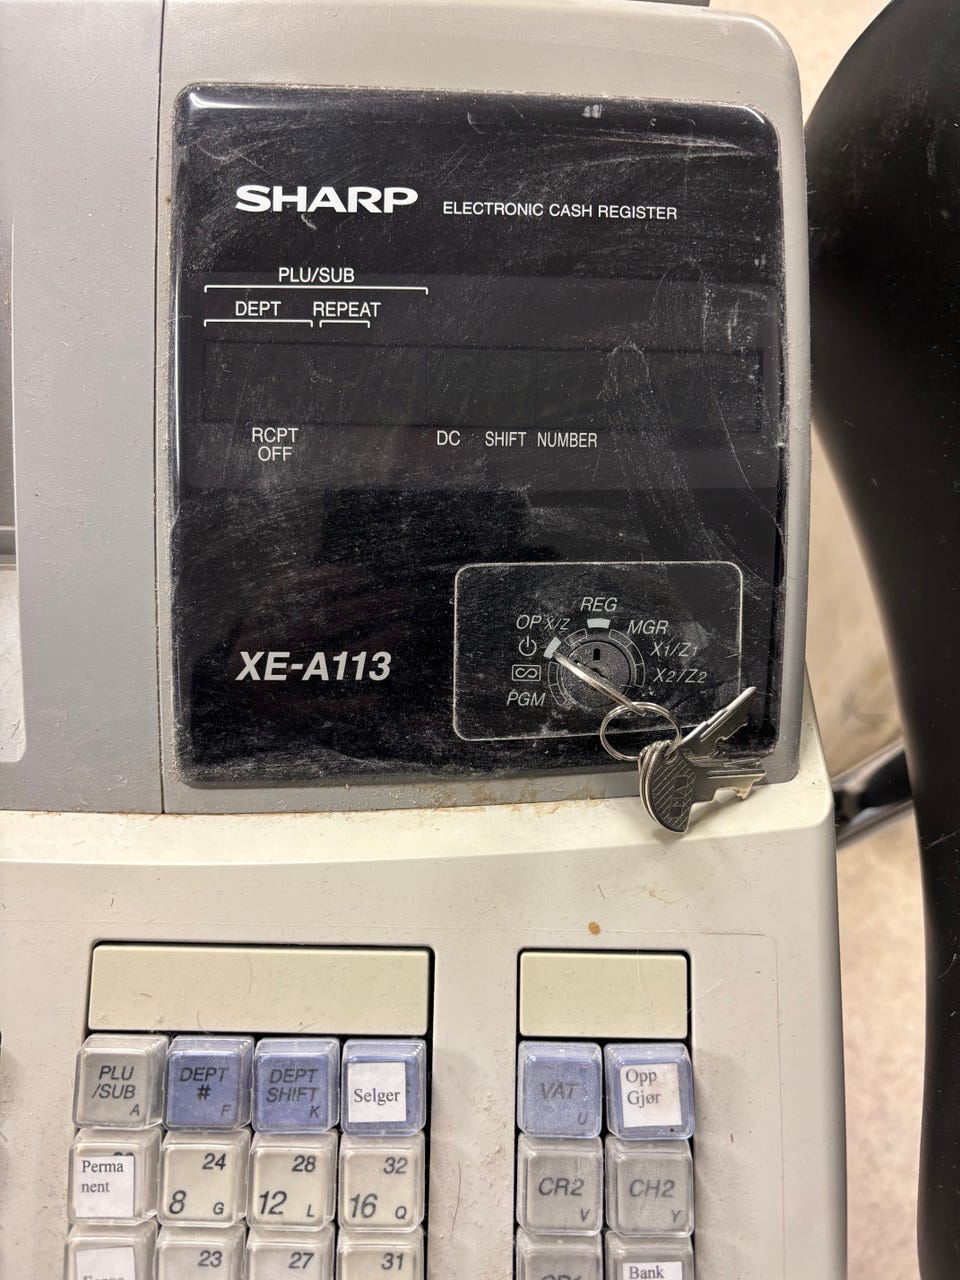 SHARP ELECTRONIC CASH REGISTER
PLU/SUB
DEPT REPEAT
RCPT
OFF
DC SHIFT NUMBER
REG
OP X/Z MGR
X1/Z1
X2/Z2
PGM
XE-A113
PLU
/SUB
A
DEPT
#
F
DEPT
SHIFT
K
Selger
VAT
U
Opp
Gjør
Perma
nent
24
8 G
28
12 L
32
16 Q
CR2
V
CH2
Y
23
27
31
Bank